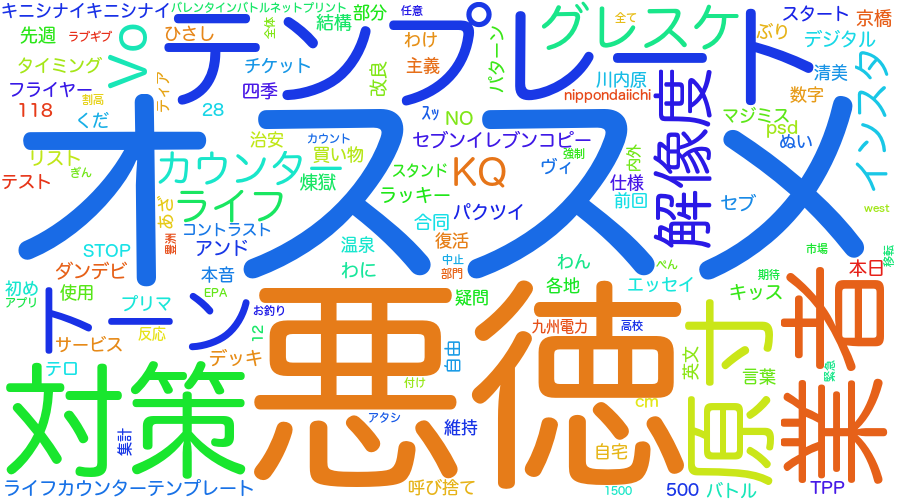 キニシナイキニシナイ
バレンタインバトルネットプリント
任意
全て
先週
ラブギブ
ひさし
全体
結構
部分
テンプレート
グレスケ
ぶり
スタート
京橋
デジタル
タイミング
チケット
わけ
主義
パターン
フライヤー
割高
ティア
四季
改良
川内原
nippondaiichi
数字
清美
118
くだ
28
オススメ
ｽｯ
NO
解像度
マジミス
psd
ぬい
インスタ
治安
カウント
セブンイレブンコピー
リスト
ぎん
カウンター
買い物
スタンド
KQ
ヴィ
強制
内外
テスト
煉獄
ラッキー
仕様
前回
セブ
west
あざ
ライフ
合同
パクツイ
コントラスト
STOP
アンド
温泉
復活
市場
移転
ダンデビ
本音
わに
中止
部門
わん
ぺん
期待
本日
初め
アプリ
使用
プリマ
EPA
疑問
各地
エッセイ
キッス
トーン
反応
お釣り
悪徳
九州電力
高校
原寸
業者
サービス
デッキ
12
自由
テロ
英文
言葉
緊急
対策
付け
アタシ
cm
集計
維持
自宅
ライフカウンターテンプレート
呼び捨て
1500
500
バトル
TPP